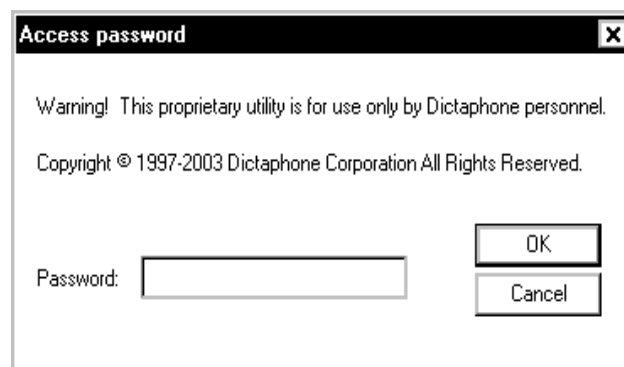 Access password
Warning! This proprietary utility is for use only by Dictaphone personnel.
Copyright © 1997-2003 Dictaphone Corporation All Rights Reserved.
OK
Password:
Cancel